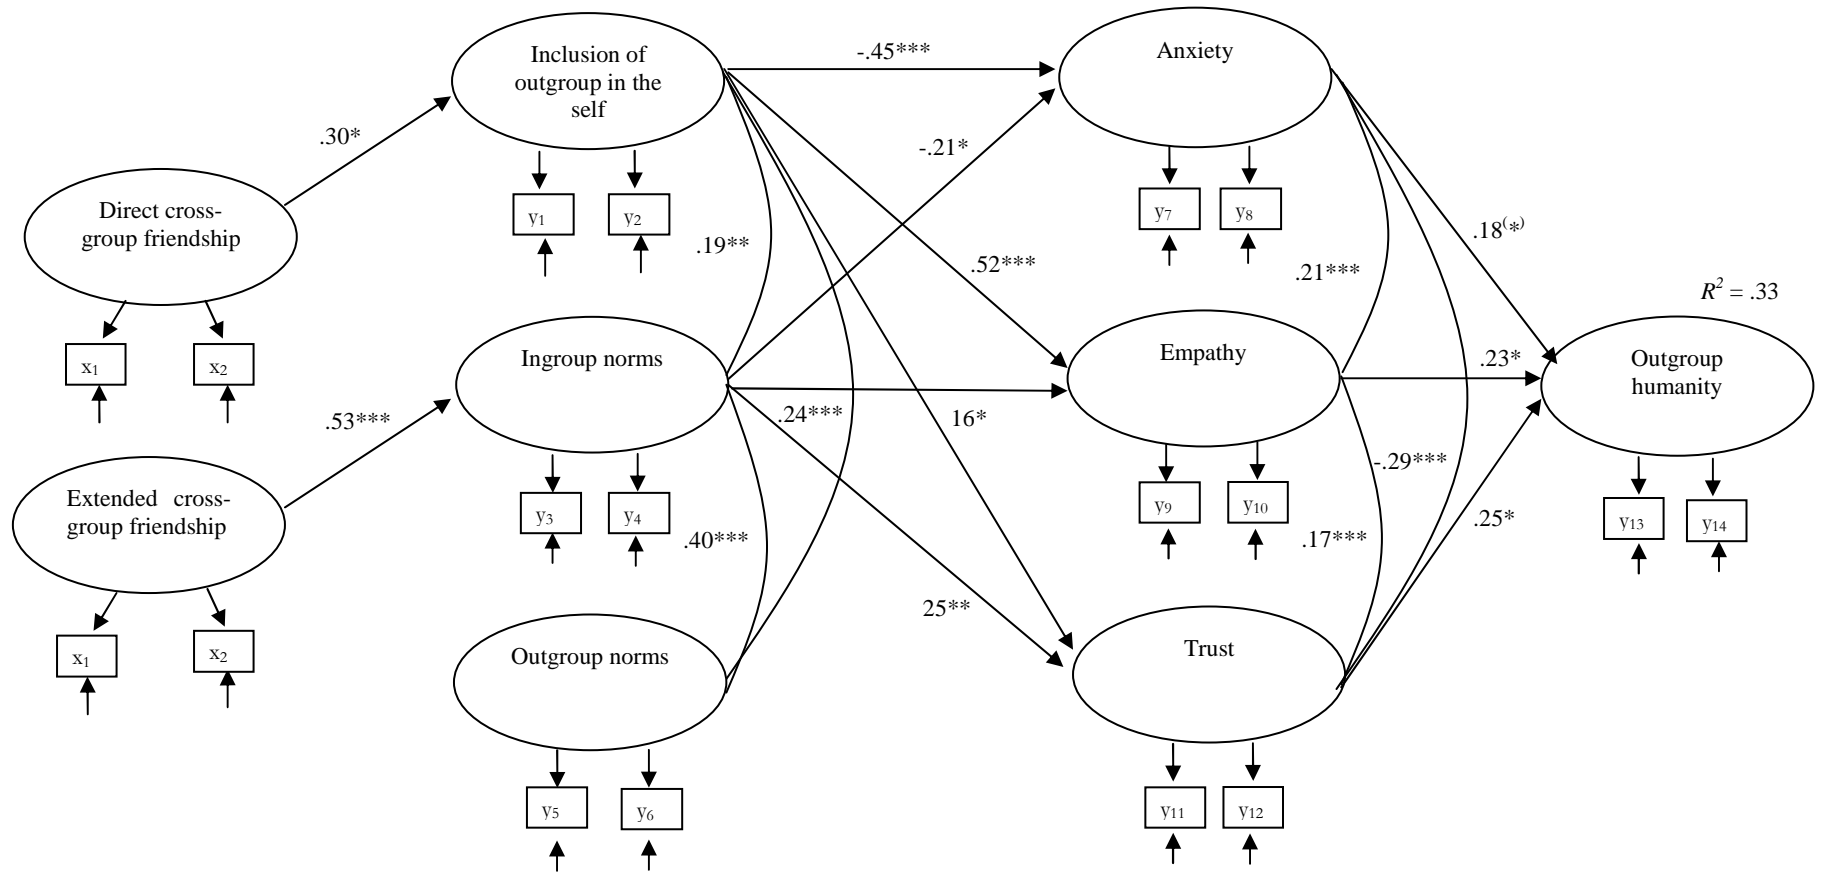 Inclusion of
outgroup in the
self
Anxiety
-.45***
.30*
-.21*
Direct cross-
group friendship
y1
y2
y7
y8
.19**
.52***
.21***
.18(*)
R2 = .33
x1
x2
Ingroup norms
Empathy
.23*
Outgroup
humanity
.53***
.24***
16*
-.29***
Extended cross-
group friendship
y3
y4
y9
y10
.40***
.17***
.25*
y13
y14
25**
x1
x2
Outgroup norms
Trust
y5
y6
y11
y12